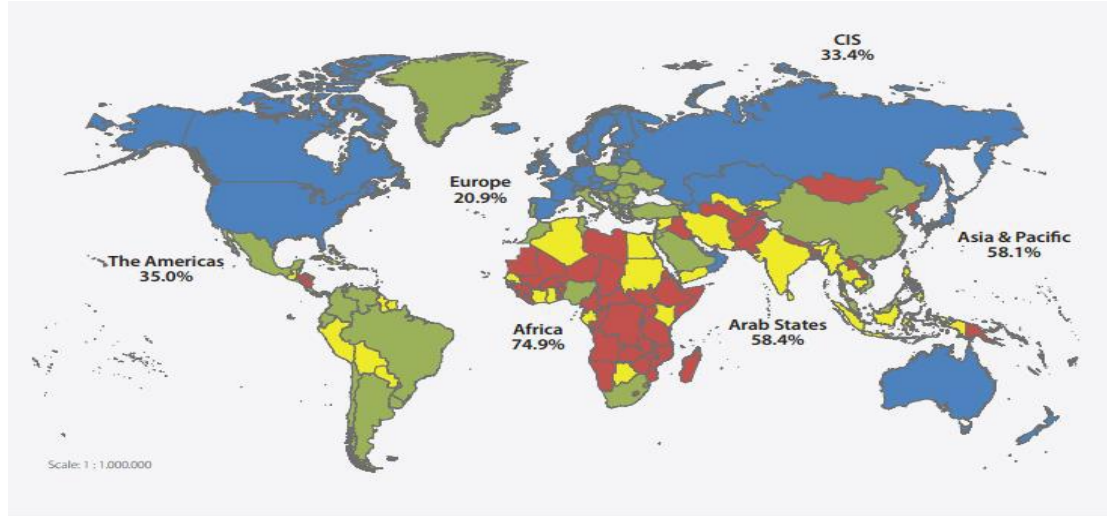 CIS
33.4%
Europe
20.9%
The Americas
35.0%
Asia & Pacific
58.1%
Africa
74.9%
Arab States
58.4%
Scale: 1 : 1.000.000